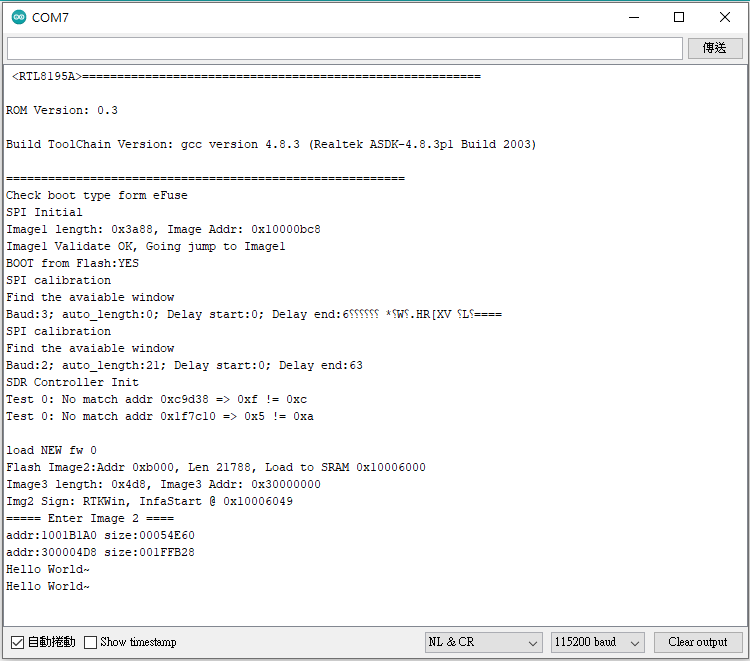 COM7
傳送
<RTL8195A>=========================================================
ROM Version: 0.3
Build ToolChain Version: gcc version 4.8.3 (Realtek ASDK-4.8.3p1 Build 2003)
=========================================================
Check boot type form eFuse
SPI Initial
Image1 length: 0x3a88, Image Addr: 0x10000bc8
Image1 Validate OK, Going jump to Image1
BOOT from Flash:YES
SPI calibration
Find the avaiable window
Baud:3; auto_length:0; Delay start:0; Delay end:6⸮⸮⸮⸮⸮⸮ *⸮W⸮.HR[XV ⸮L⸮====
SPI calibration
Find the avaiable window
Baud:2; auto_length:21; Delay start:0; Delay end:63
SDR Controller Init
Test 0: No match addr 0xc9d38 => 0xf != 0xc
Test 0: No match addr 0x1f7c10 => 0x5 != 0xa
load NEW fw 0
Flash Image2:Addr 0xb000, Len 21788, Load to SRAM 0x10006000
Image3 length: 0x4d8, Image3 Addr: 0x30000000
Img2 Sign: RTKWin, InfaStart @ 0x10006049
===== Enter Image 2 ====
addr:1001B1A0 size:00054E60
addr:300004D8 size:001FFB28
Hello World~
Hello World~
自動捲動 Show timestamp NL & CR 115200 baud Clear output